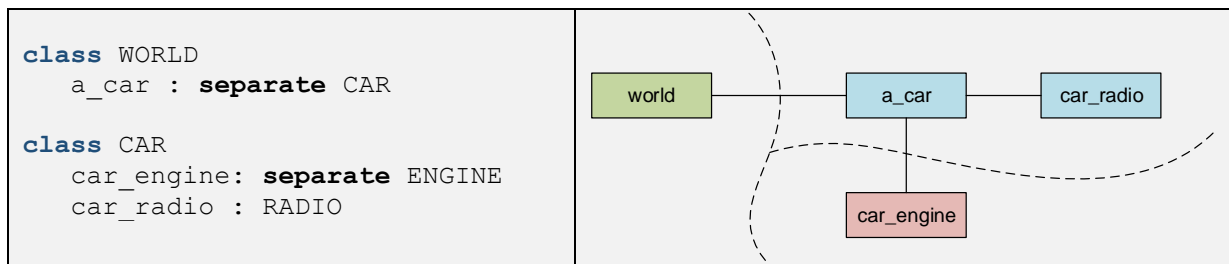 class WORLD
a_car : separate CAR
class CAR
car_engine: separate ENGINE
car_radio : RADIO
world
a_car
car_radio
car_engine